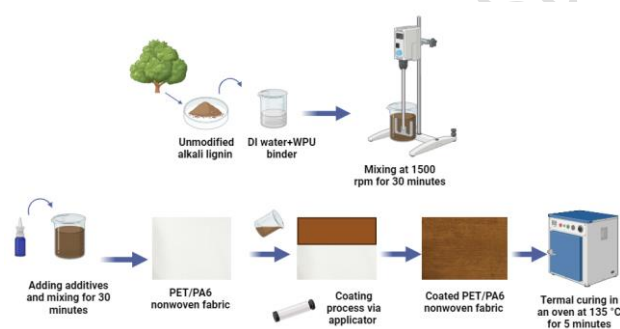 Unmodified
alkali lignin
DI water+WPU
binder
Mixing at 1500
rpm for 30 minutes
Adding additives
and mixing for 30
minutes
PET/PA6
nonwoven fabric
Coating
process via
applicator
Coated PET/PA6
nonwoven fabric
Termal curing in
an oven at 135 °C
for 5 minutes